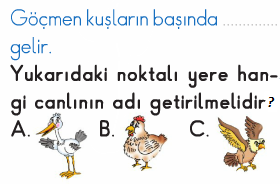 Göçmen kuşların başında ..............
gelir.
Yukarıdaki noktalı yere han-
gi canlının adı getirilmelidir?
A. B. C.